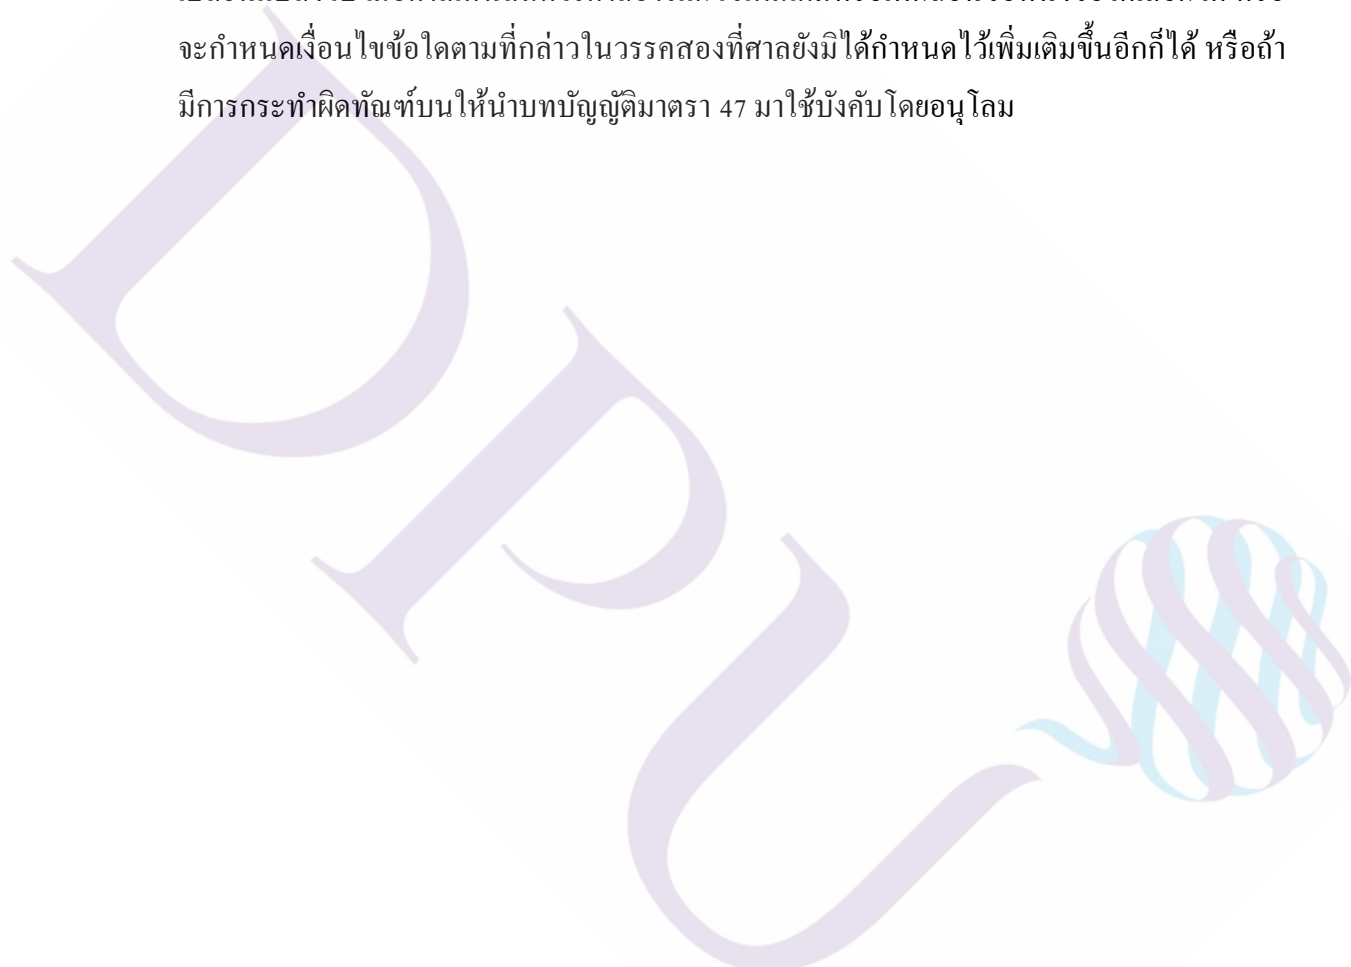 จะกำหนดเงื่อนไขข้อใดตามที่กล่าวในวรรคสองที่ศาลยังมิได้กำหนดไว้เพิ่มเติมขึ้นอีกก็ได้ หรือถ้า
มีการกระทำผิดทัณฑ์บนให้นำบทบัญญัติมาตรา 47 มาใช้บังคับโดยอนุโลม
DPU